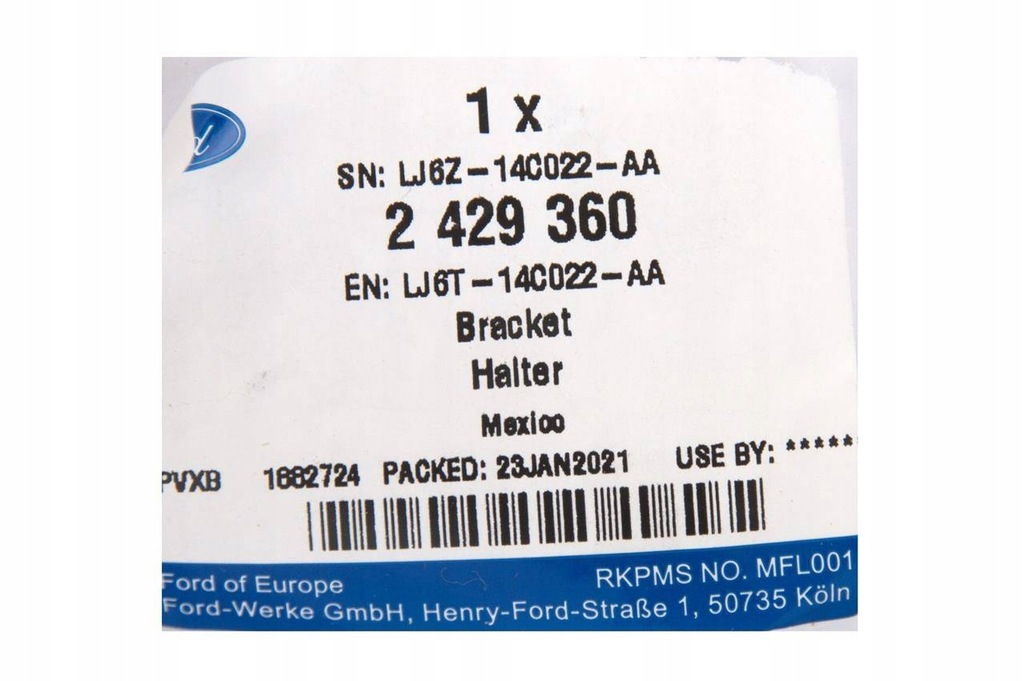 1 x
SN: LJ6Z-14C022-AA
2 429 360
EN: LJ6T-14C022-AA
Bracket
Halter
Mexico
PVXB 1682724 PACKED: 23JAN2021 USE BY: *****
Ford of Europe RKPMS NO. MFL001
Ford-Werke GmbH, Henry-Ford-Straße 1, 50735 Köln